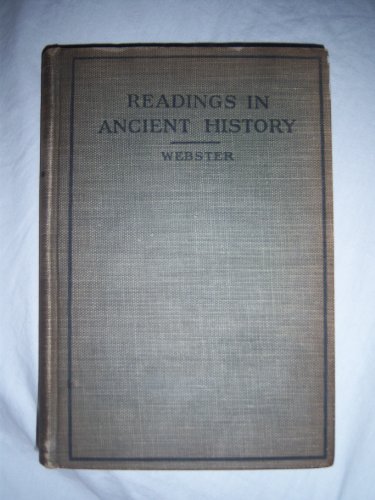 READINGS IN
ANCIENT HISTORY
WEBSTER